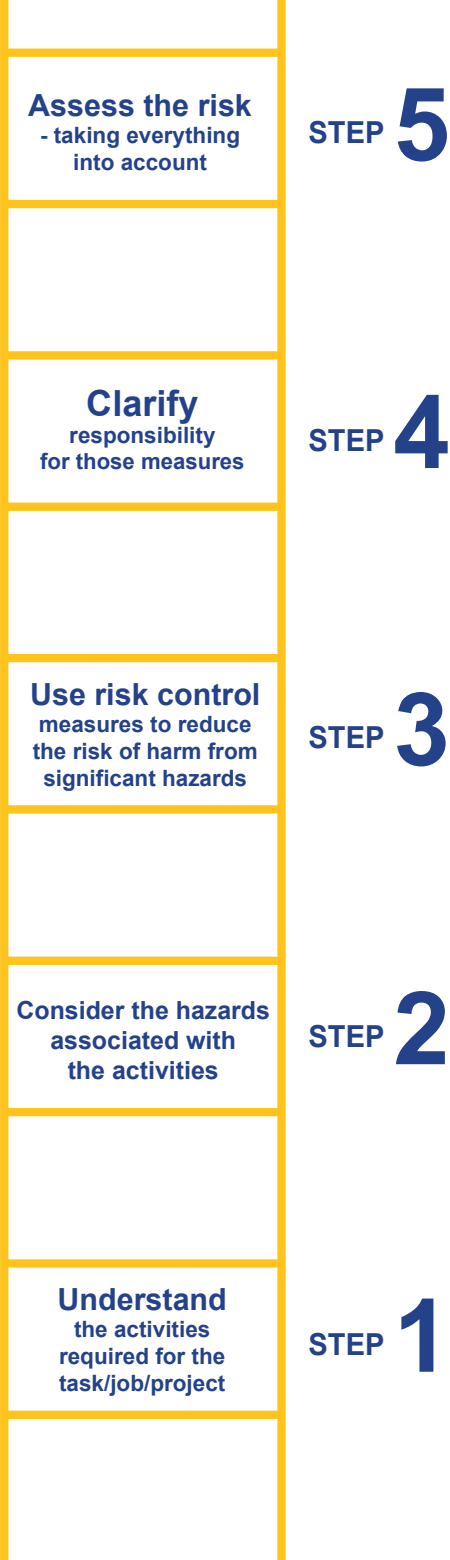 Assess the risk
- taking everything
into account
STEP 5
Clarify
responsibility
for those measures
STEP 4
Use risk control
measures to reduce
the risk of harm from
significant hazards
STEP 3
Consider the hazards
associated with
the activities
STEP 2
Understand
the activities
required for the
task/job/project
STEP 1